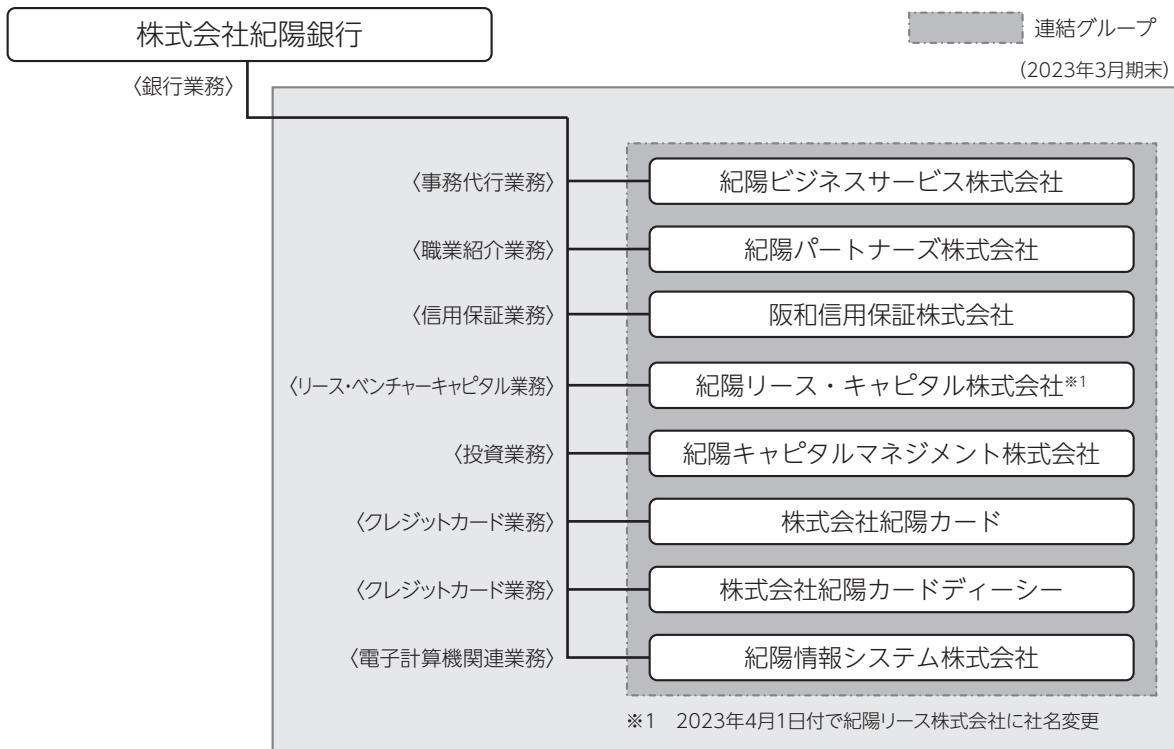 株式会社紀陽銀行
連結グループ
(2023年3月期末)
〈銀行業務〉
〈事務代行業務〉 紀陽ビジネスサービス株式会社
〈職業紹介業務〉 紀陽パートナーズ株式会社
〈信用保証業務〉 阪和信用保証株式会社
〈リース・ベンチャーキャピタル業務〉 紀陽リース・キャピタル株式会社※1
〈投資業務〉 紀陽キャピタルマネジメント株式会社
〈クレジットカード業務〉 株式会社紀陽カード
〈クレジットカード業務〉 株式会社紀陽カードディーシー
〈電子計算機関連業務〉 紀陽情報システム株式会社
※1 2023年4月1日付で紀陽リース株式会社に社名変更